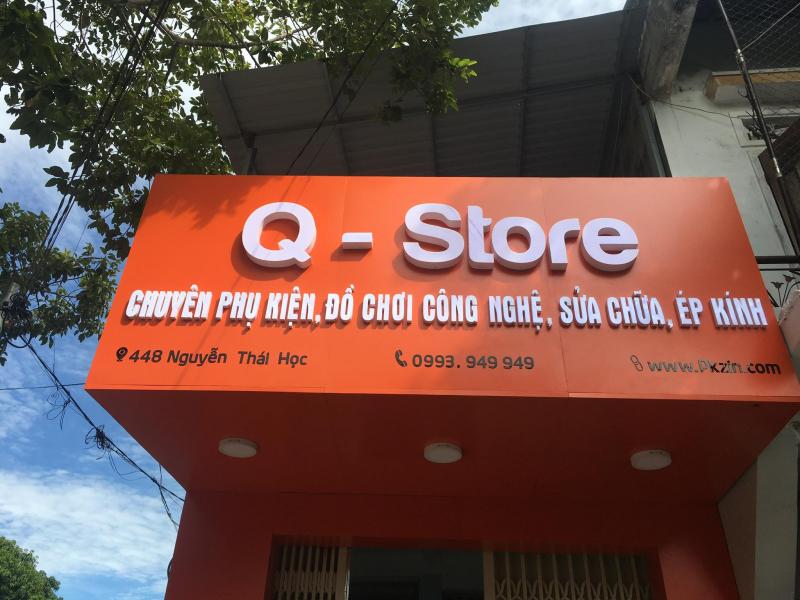 Q - Store
CHUYÊN PHỤ KIỆN, ĐỒ CHƠI CÔNG NGHỆ, SỬA CHỮA, ÉP KÍNH
448 Nguyễn Thái Học
0993. 949 949
www.Pkzin.com